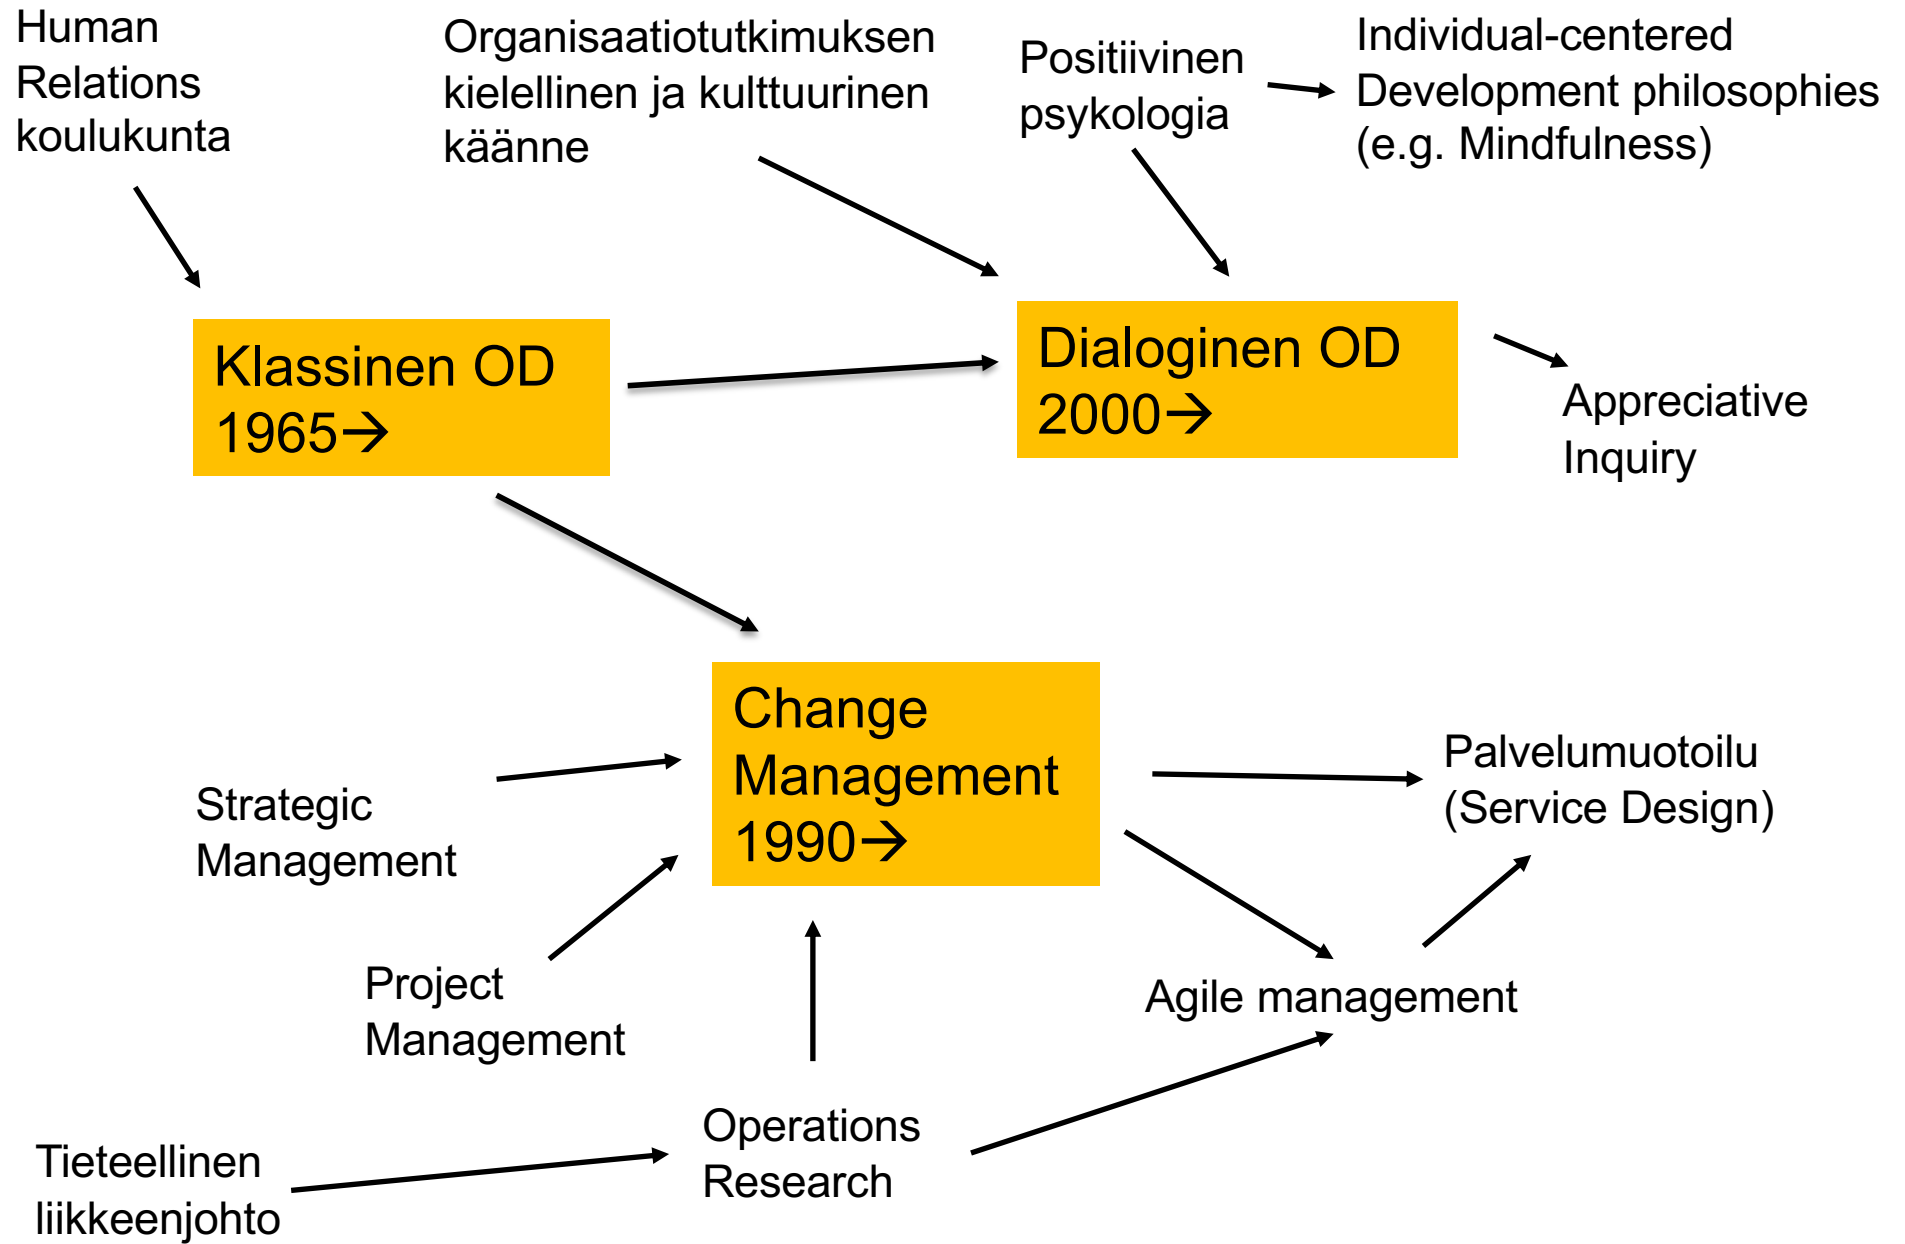 Human
Relations
koulukunta
Organisaatiotutkimuksen
kielellinen ja kulttuurinen
käänne
Positiivinen
psykologia
Individual-centered
Development philosophies
(e.g. Mindfulness)
Klassinen OD
1965→
Dialoginen OD
2000→
Appreciative
Inquiry
Change
Management
1990→
Strategic
Management
Palvelumuotoilu
(Service Design)
Project
Management
Agile management
Operations
Research
Tieteellinen
liikkeenjohto